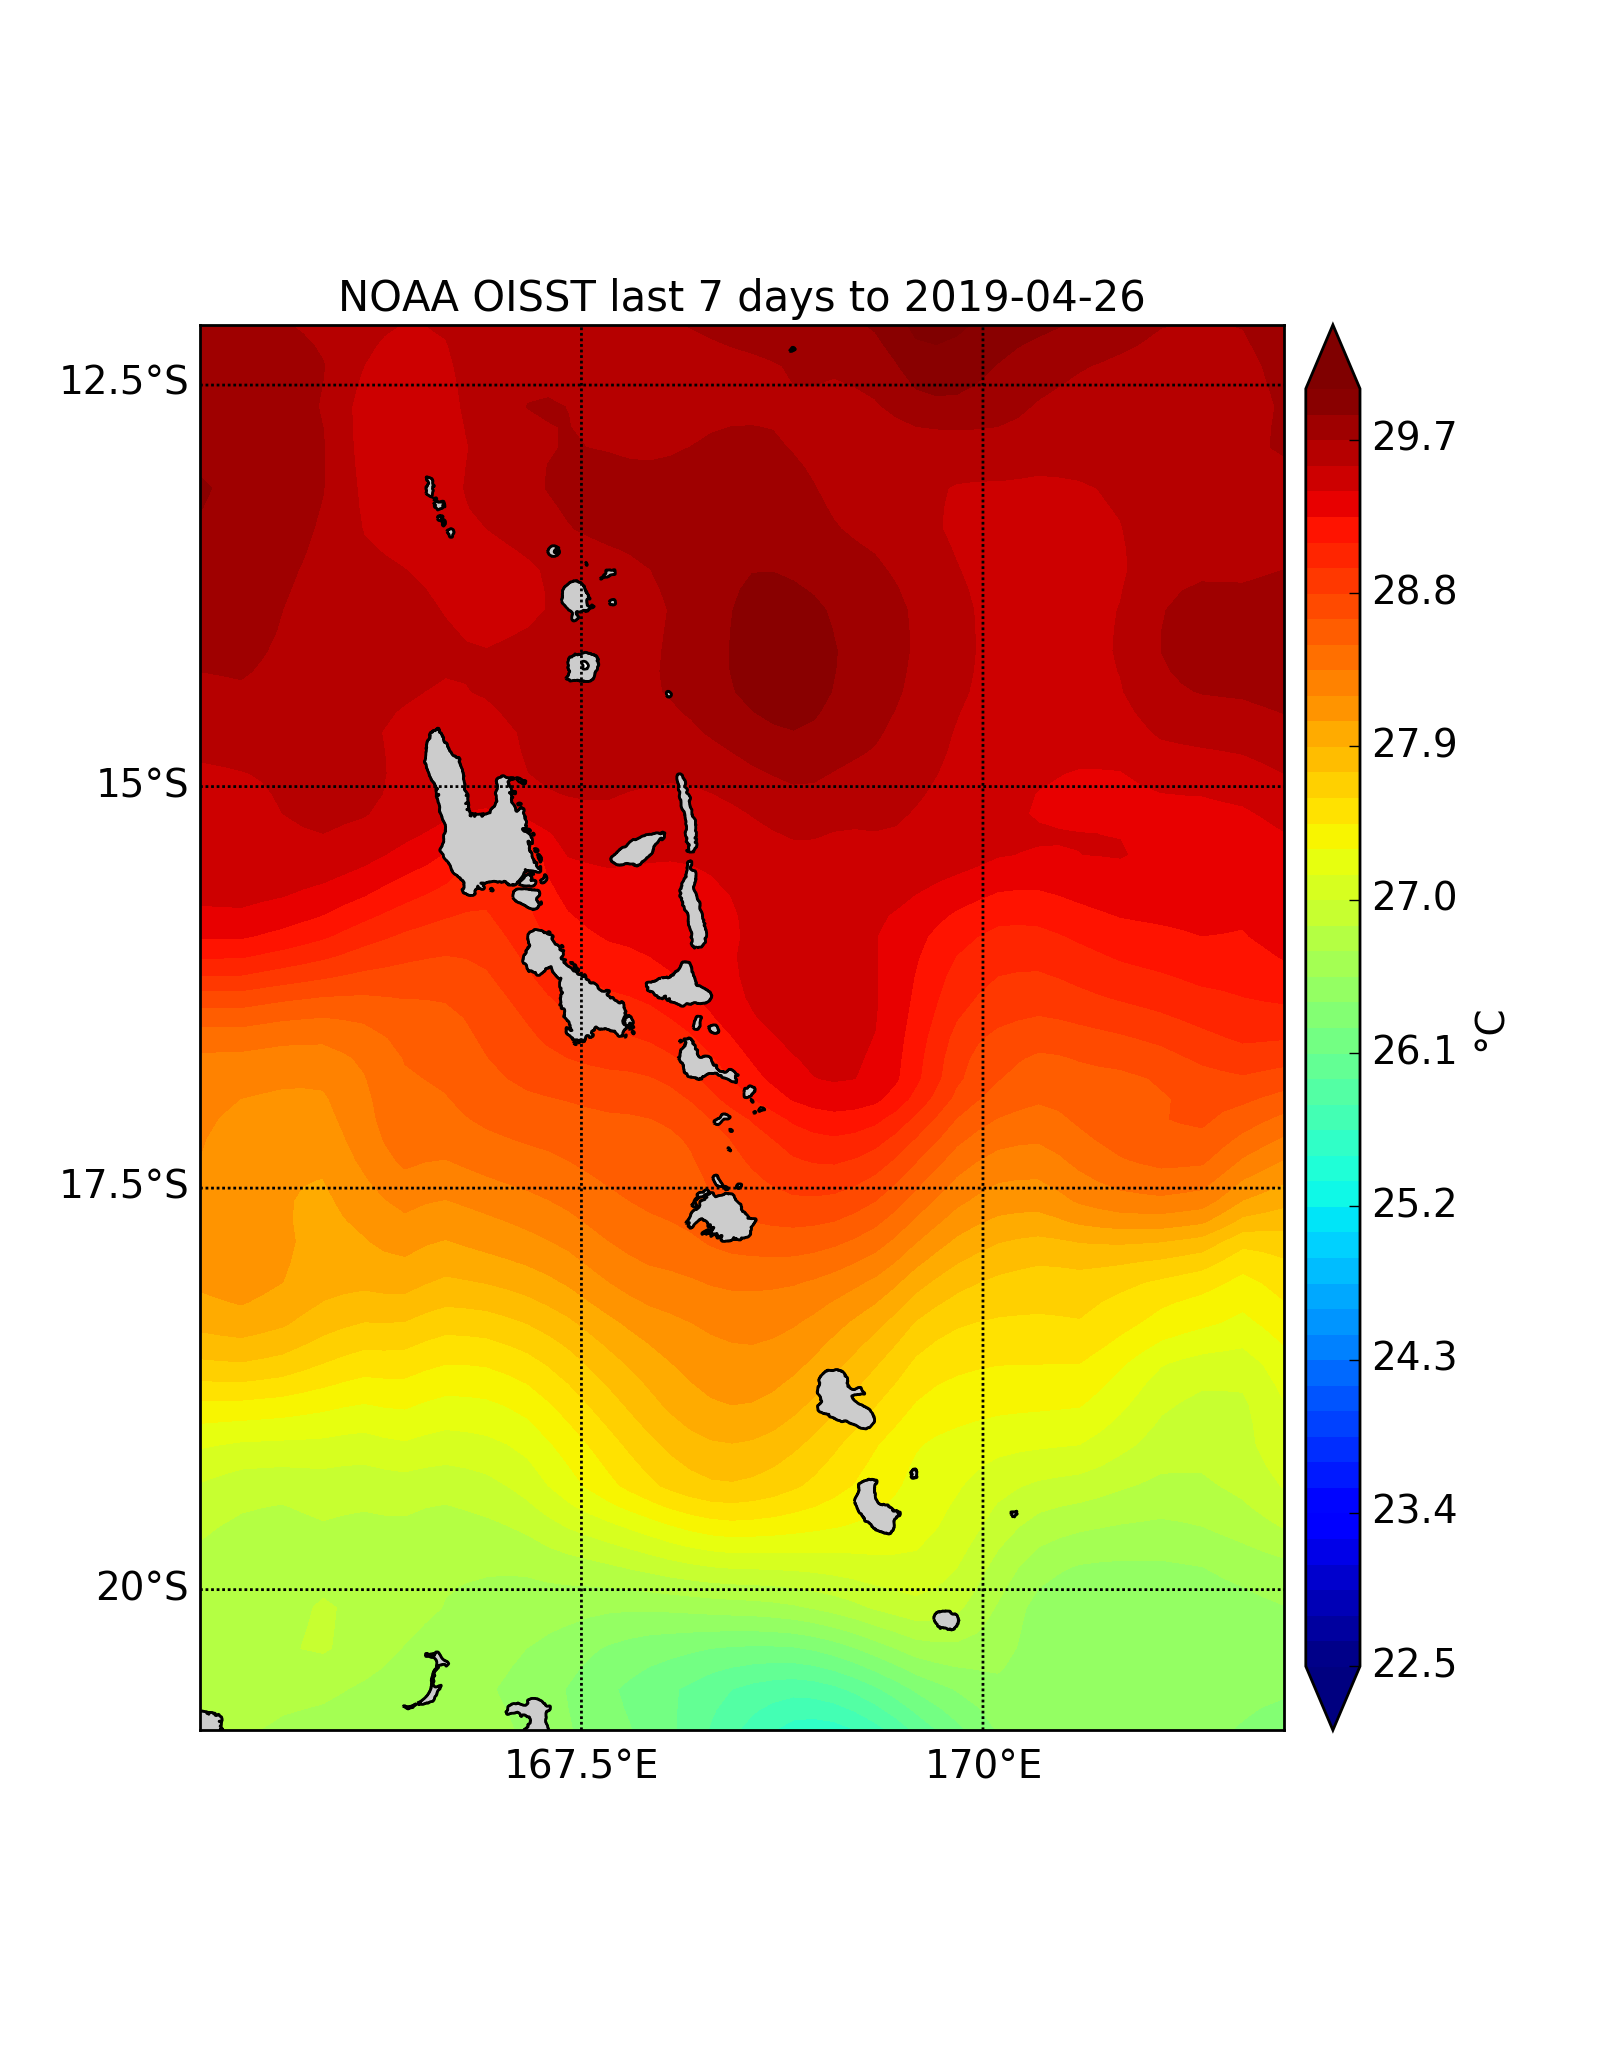 NOAA OISST last 7 days to 2019-04-26
12.5°S
15°S
17.5°S
20°S
167.5°E
170°E
29.7
28.8
27.9
27.0
26.1
25.2
24.3
23.4
22.5
°C